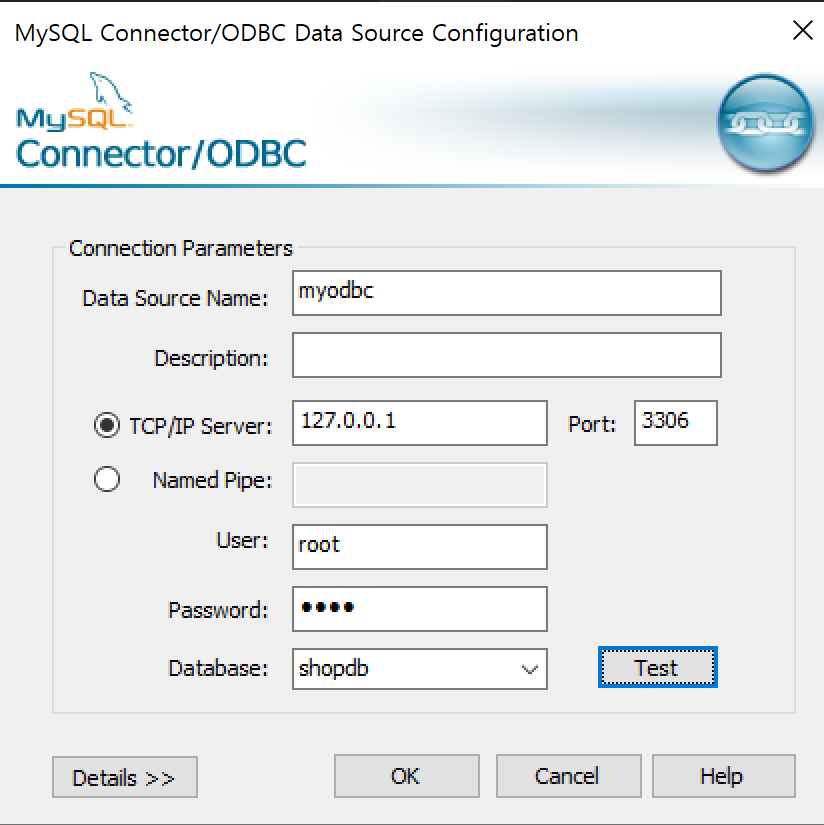 MySQL Connector/ODBC Data Source Configuration
MySQL
Connector/ODBC
Connection Parameters
Data Source Name: myodbc
Description:
TCP/IP Server: 127.0.0.1 Port: 3306
Named Pipe:
User: root
Password: ••••
Database: shopdb Test
Details >> OK Cancel Help